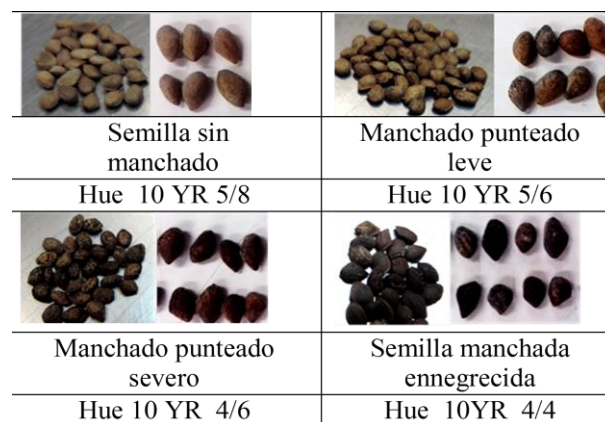 Semilla sin
manchado
Manchado punteado
leve
Hue 10 YR 5/8
Hue 10 YR 5/6
Manchado punteado
severo
Semilla manchada
ennegrecida
Hue 10 YR 4/6
Hue 10YR 4/4